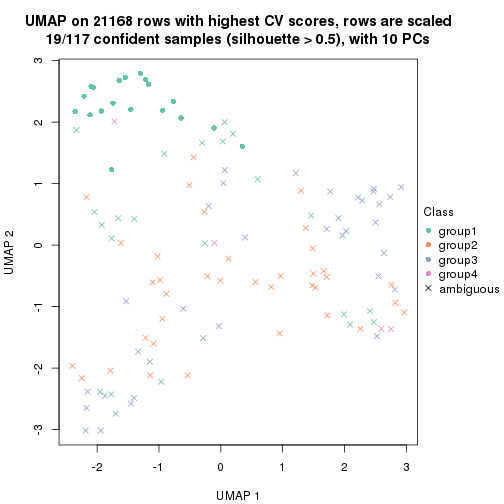 UMAP on 21168 rows with highest CV scores, rows are scaled
19/117 confident samples (silhouette > 0.5), with 10 PCs
3
2
1
0
-1
-2
-3
UMAP 2
-2
-1
0
1
2
3
UMAP 1
Class
group1
group2
group3
group4
ambiguous